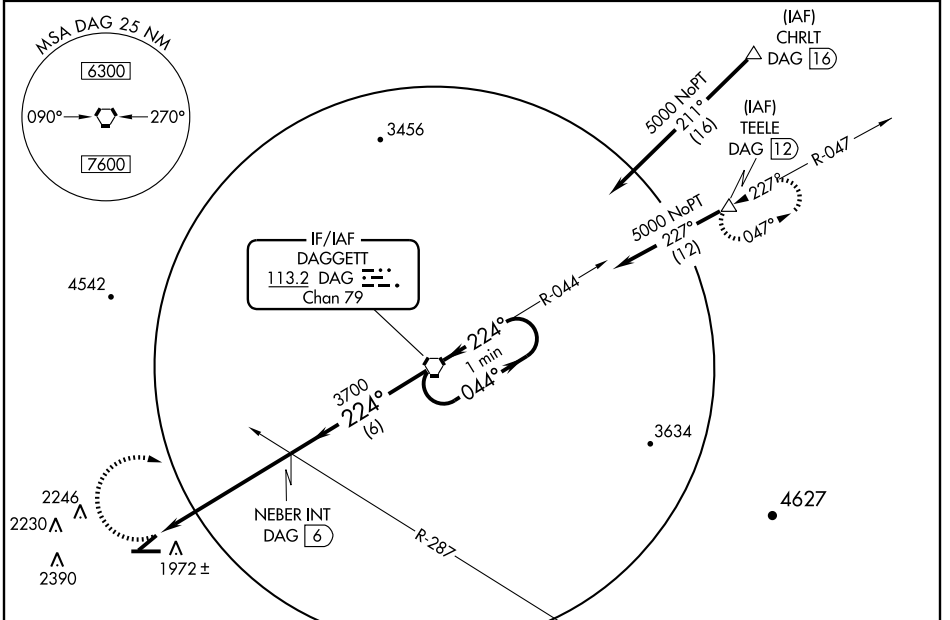 MSA DAG 25 NM
6300
090°
270°
7600
(IAF)
CHRLT
DAG 16
5000 NoPT
211°
(16)
(IAF)
TEELE
DAG 12
R-047
227°
047°
5000 NoPT
227°
(12)
3456
IF/IAF
DAGGETT
113.2 DAG
Chan 79
4542
R-044
224°
1 min
044°
3700
224°
(6)
3634
4627
NEBER INT
DAG 6
R-287
2246
2230
2390
1972 ±